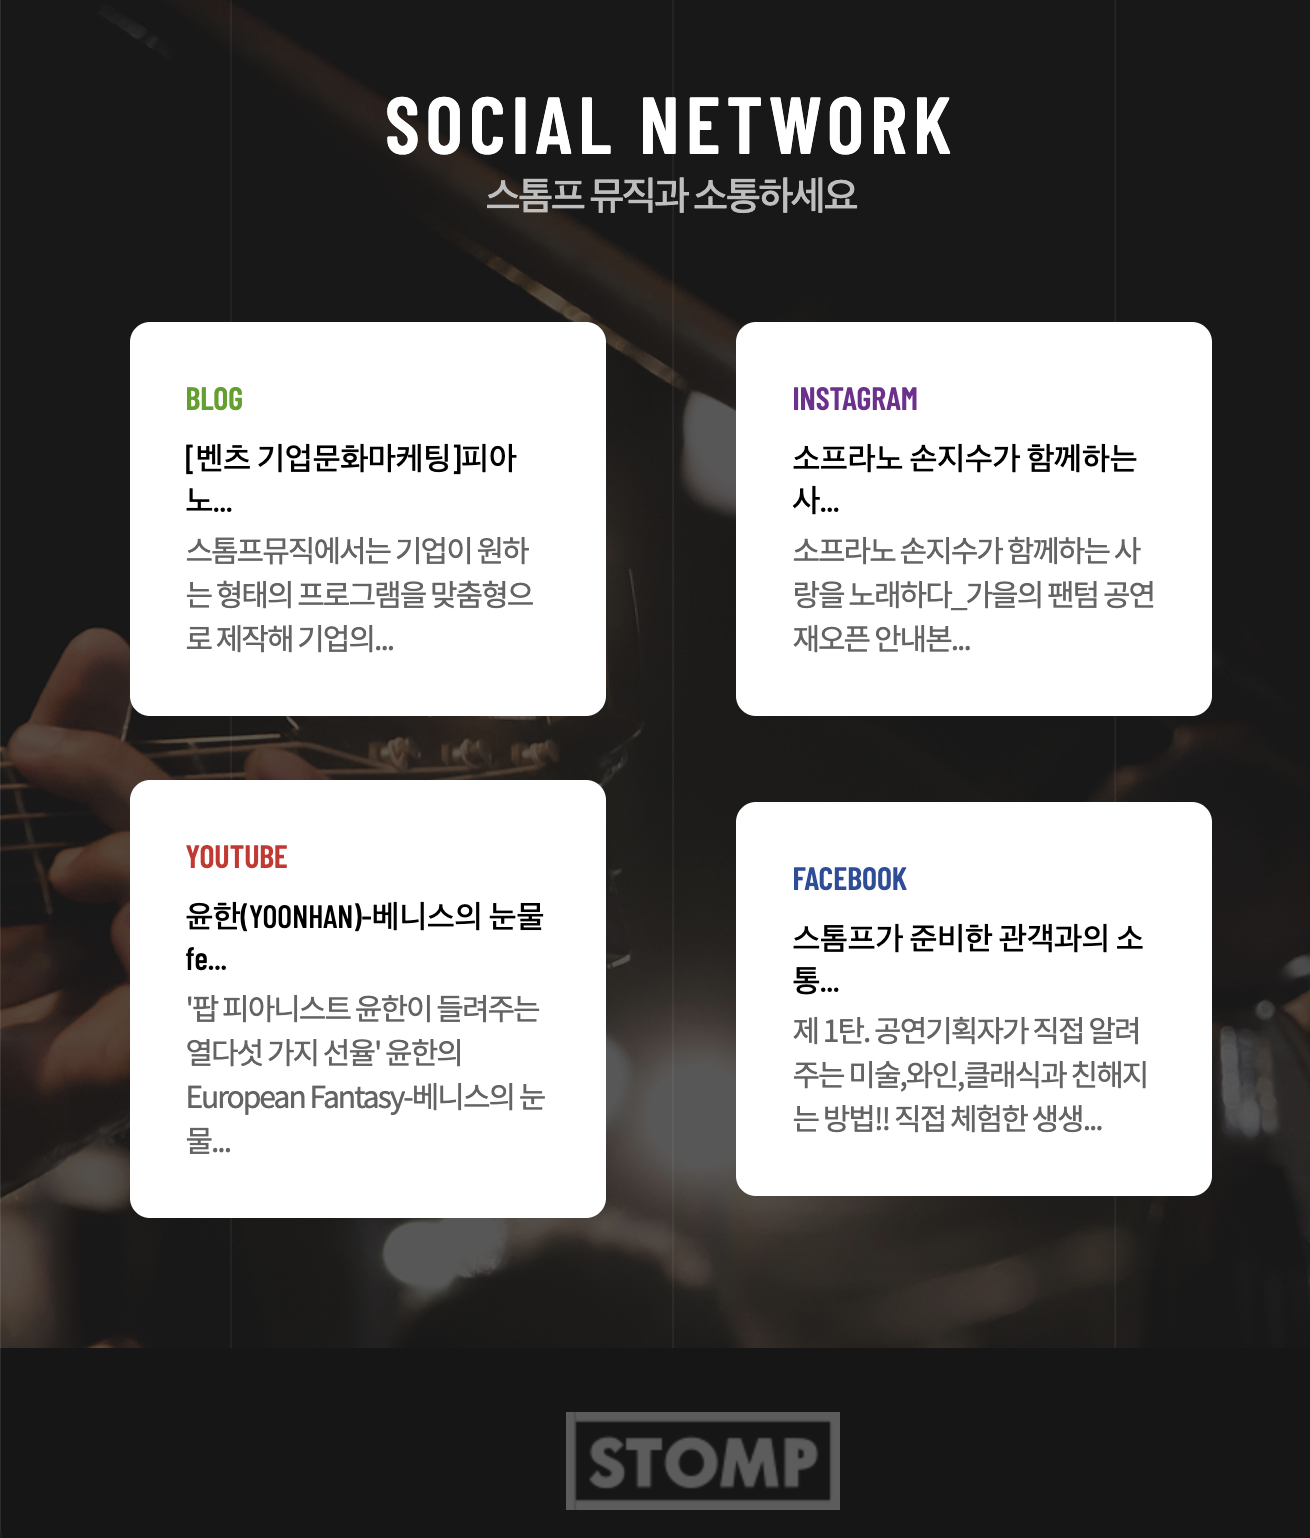 SOCIAL NETWORK
스톰프 뮤직과 소통하세요
BLOG
[벤츠 기업문화마케팅]피아
노...
스톰프뮤직에서는 기업이 원하
는 형태의 프로그램을 맞춤형으
로 제작해 기업의...
INSTAGRAM
소프라노 손지수가 함께하는
사...
소프라노 손지수가 함께하는 사
랑을 노래하다_가을의 팬텀 공연
재오픈 안내본...
YOUTUBE
윤한(YOONHAN)-베니스의 눈물
fe...
'팝 피아니스트 윤한이 들려주는
열다섯 가지 선율' 윤한의
European Fantasy-베니스의 눈
물...
FACEBOOK
스톰프가 준비한 관객과의 소
통...
제 1탄. 공연기획자가 직접 알려
주는 미술,와인,클래식과 친해지
는 방법!! 직접 체험한 생생...
STOMP